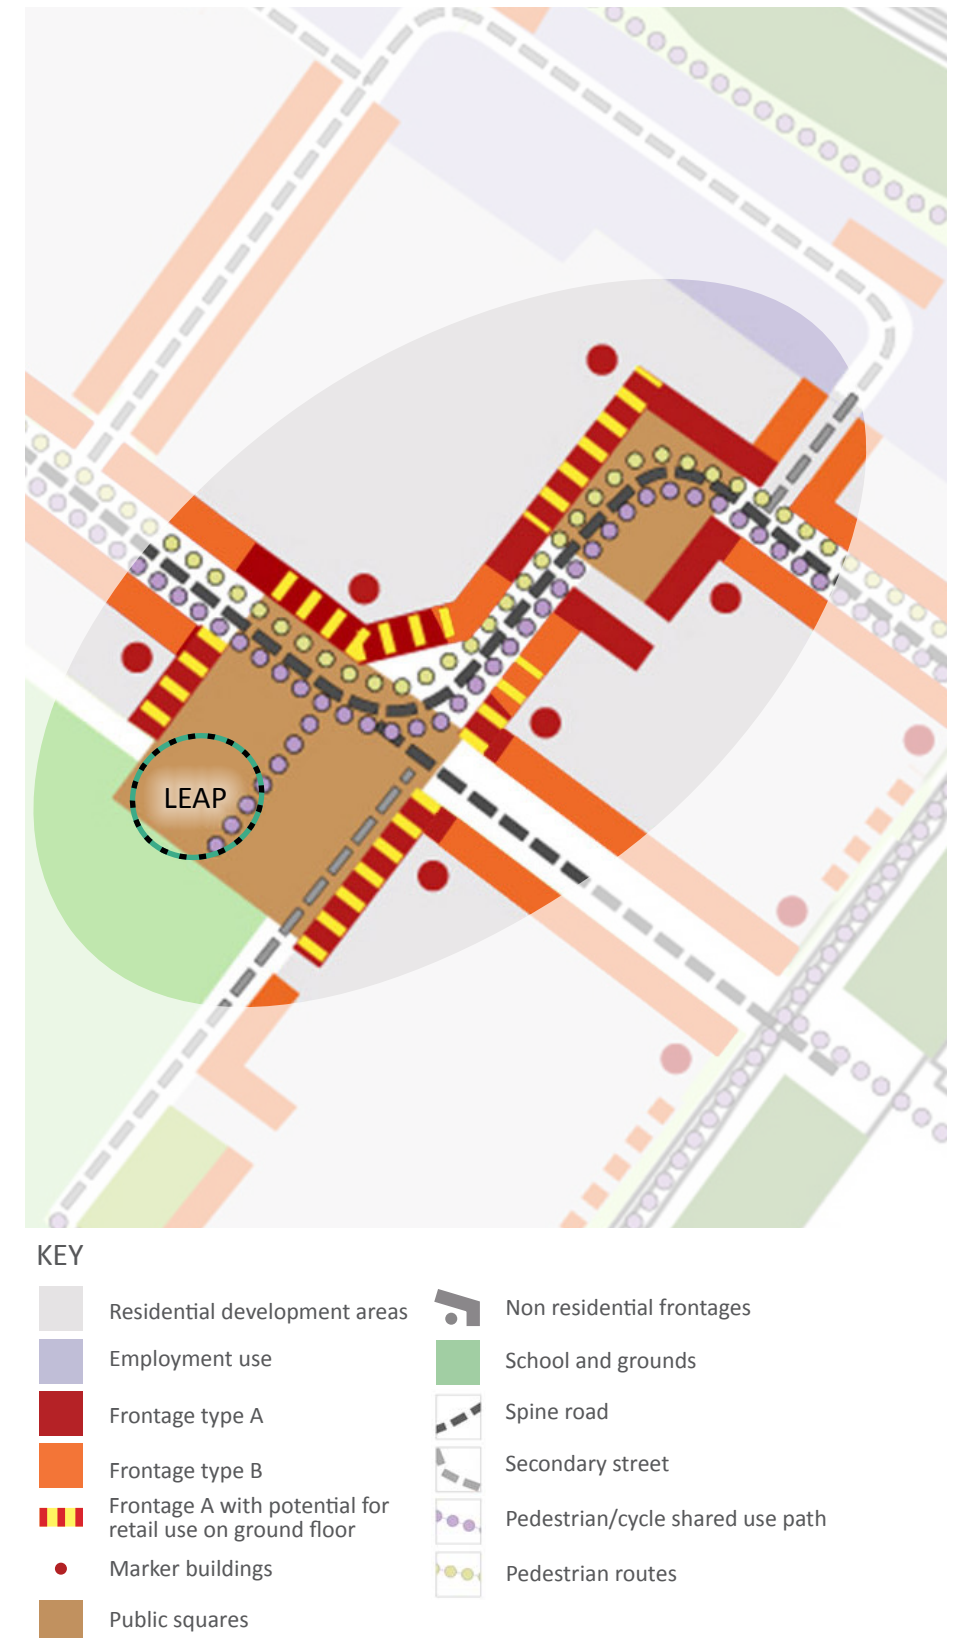 LEAP
KEY
Residential development areas
Employment use
Frontage type A
Frontage type B
Frontage A with potential for
retail use on ground floor
Marker buildings
Public squares
Non residential frontages
School and grounds
Spine road
Secondary street
Pedestrian/cycle shared use path
Pedestrian routes